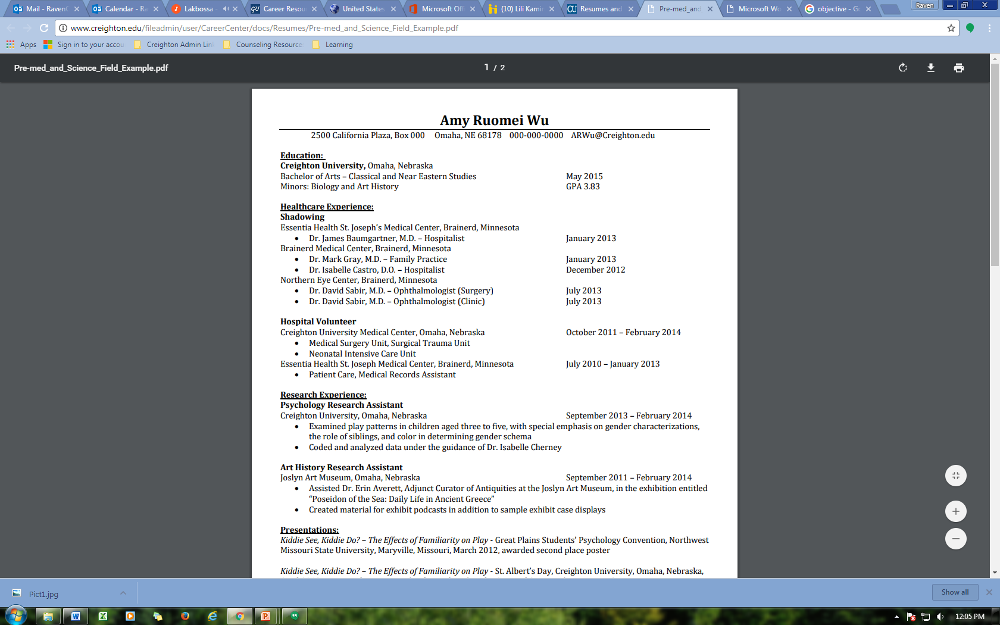 Mail - Raven
Calendar - Ra
Lakbossa -
GU Career Resou
United States
Microsoft Offi
(10) Lili Kamin
CU Resumes and
Pre-med_and
Microsoft Wo
objective - Go
Raven
www.creighton.edu/fileadmin/user/CareerCenter/docs/Resumes/Pre-med_and_Science_Field_Example.pdf
Apps Sign in to your accou Creighton Admin Link Counseling Resource Learning
Pre-med_and_Science_Field_Example.pdf 1 / 2
Amy Ruomei Wu
2500 California Plaza, Box 000 Omaha, NE 68178 000-000-0000 ARWu@Creighton.edu
Education:
Creighton University, Omaha, Nebraska
Bachelor of Arts – Classical and Near Eastern Studies May 2015
Minors: Biology and Art History GPA 3.83
Healthcare Experience:
Shadowing
Essentia Health St. Joseph's Medical Center, Brainerd, Minnesota
• Dr. James Baumgartner, M.D. – Hospitalist January 2013
Brainerd Medical Center, Brainerd, Minnesota
• Dr. Mark Gray, M.D. – Family Practice January 2013
• Dr. Isabelle Castro, D.O. – Hospitalist December 2012
Northern Eye Center, Brainerd, Minnesota
• Dr. David Sabir, M.D. – Ophthalmologist (Surgery) July 2013
• Dr. David Sabir, M.D. – Ophthalmologist (Clinic) July 2013
Hospital Volunteer
Creighton University Medical Center, Omaha, Nebraska October 2011 – February 2014
• Medical Surgery Unit, Surgical Trauma Unit
• Neonatal Intensive Care Unit
Essentia Health St. Joseph Medical Center, Brainerd, Minnesota July 2010 – January 2013
• Patient Care, Medical Records Assistant
Research Experience:
Psychology Research Assistant
Creighton University, Omaha, Nebraska September 2013 – February 2014
• Examined play patterns in children aged three to five, with special emphasis on gender characterizations,
the role of siblings, and color in determining gender schema
• Coded and analyzed data under the guidance of Dr. Isabelle Cherney
Art History Research Assistant
Joslyn Art Museum, Omaha, Nebraska September 2011 – February 2014
• Assisted Dr. Erin Averett, Adjunct Curator of Antiquities at the Joslyn Art Museum, in the exhibition entitled
“Poseidon of the Sea: Daily Life in Ancient Greece”
• Created material for exhibit podcasts in addition to sample exhibit case displays
Presentations:
Kiddie See, Kiddie Do? – The Effects of Familiarity on Play - Great Plains Students’ Psychology Convention, Northwest
Missouri State University, Maryville, Missouri, March 2012, awarded second place poster
Kiddie See, Kiddie Do? – The Effects of Familiarity on Play - St. Albert’s Day, Creighton University, Omaha, Nebraska,
Pict1.jpg Show all
12:05 PM